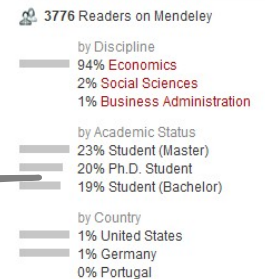 3776 Readers on Mendeley
by Discipline
94% Economics
2% Social Sciences
1% Business Administration
by Academic Status
23% Student (Master)
20% Ph.D. Student
19% Student (Bachelor)
by Country
1% United States
1% Germany
0% Portugal